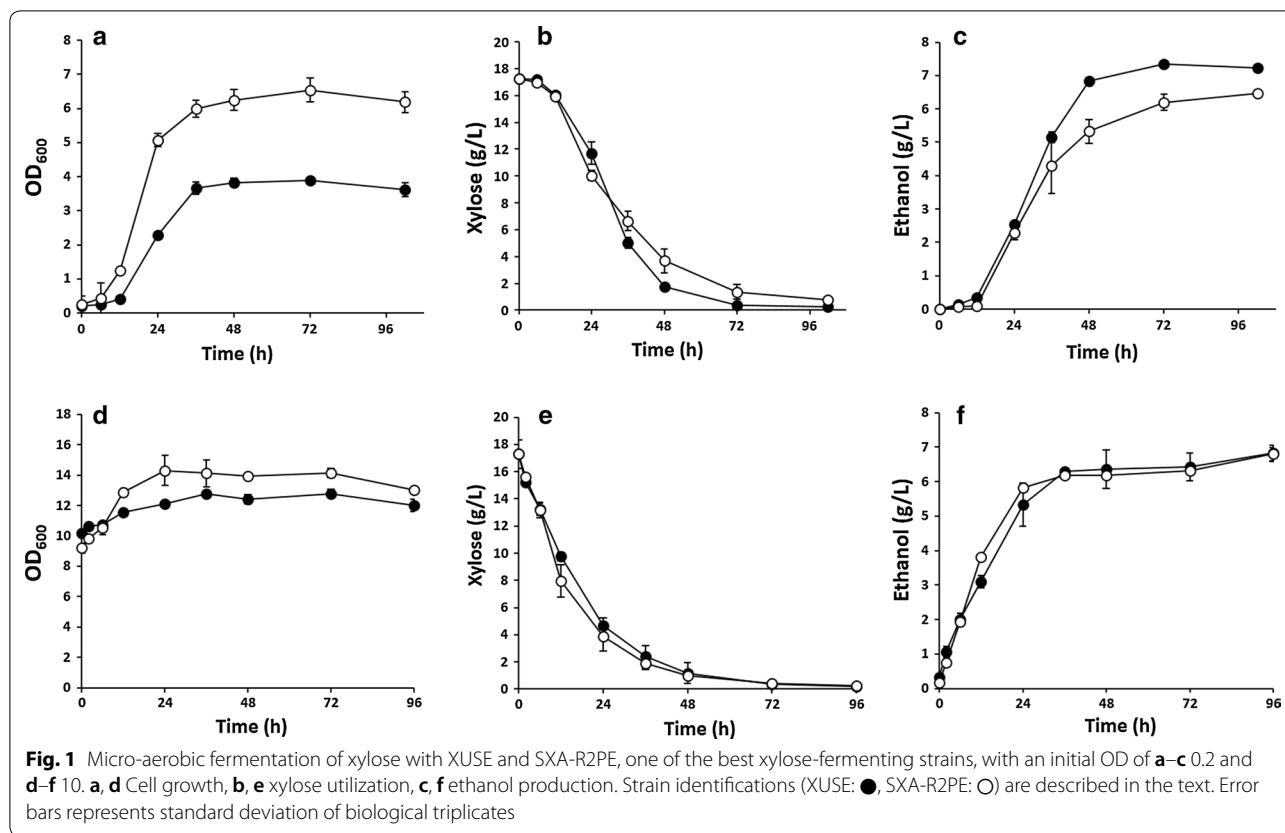 a
OD600
8
7
6
5
4
3
2
1
0
0 24 48 72 96
Time (h)
b
Xylose (g/L)
20
18
16
14
12
10
8
6
4
2
0
0 24 48 72 96
Time (h)
c
Ethanol (g/L)
8
7
6
5
4
3
2
1
0
0 24 48 72 96
Time (h)
d
OD600
18
16
14
12
10
8
6
4
2
0
0 24 48 72 96
Time (h)
e
Xylose (g/L)
20
18
16
14
12
10
8
6
4
2
0
0 24 48 72 96
Time (h)
f
Ethanol (g/L)
8
7
6
5
4
3
2
1
0
0 24 48 72 96
Time (h)
Fig. 1 Micro-aerobic fermentation of xylose with XUSE and SXA-R2PE, one of the best xylose-fermenting strains, with an initial OD of a–c 0.2 and
d–f 10. a, d Cell growth, b, e xylose utilization, c, f ethanol production. Strain identifications (XUSE: ●, SXA-R2PE: ○) are described in the text. Error
bars represents standard deviation of biological triplicates